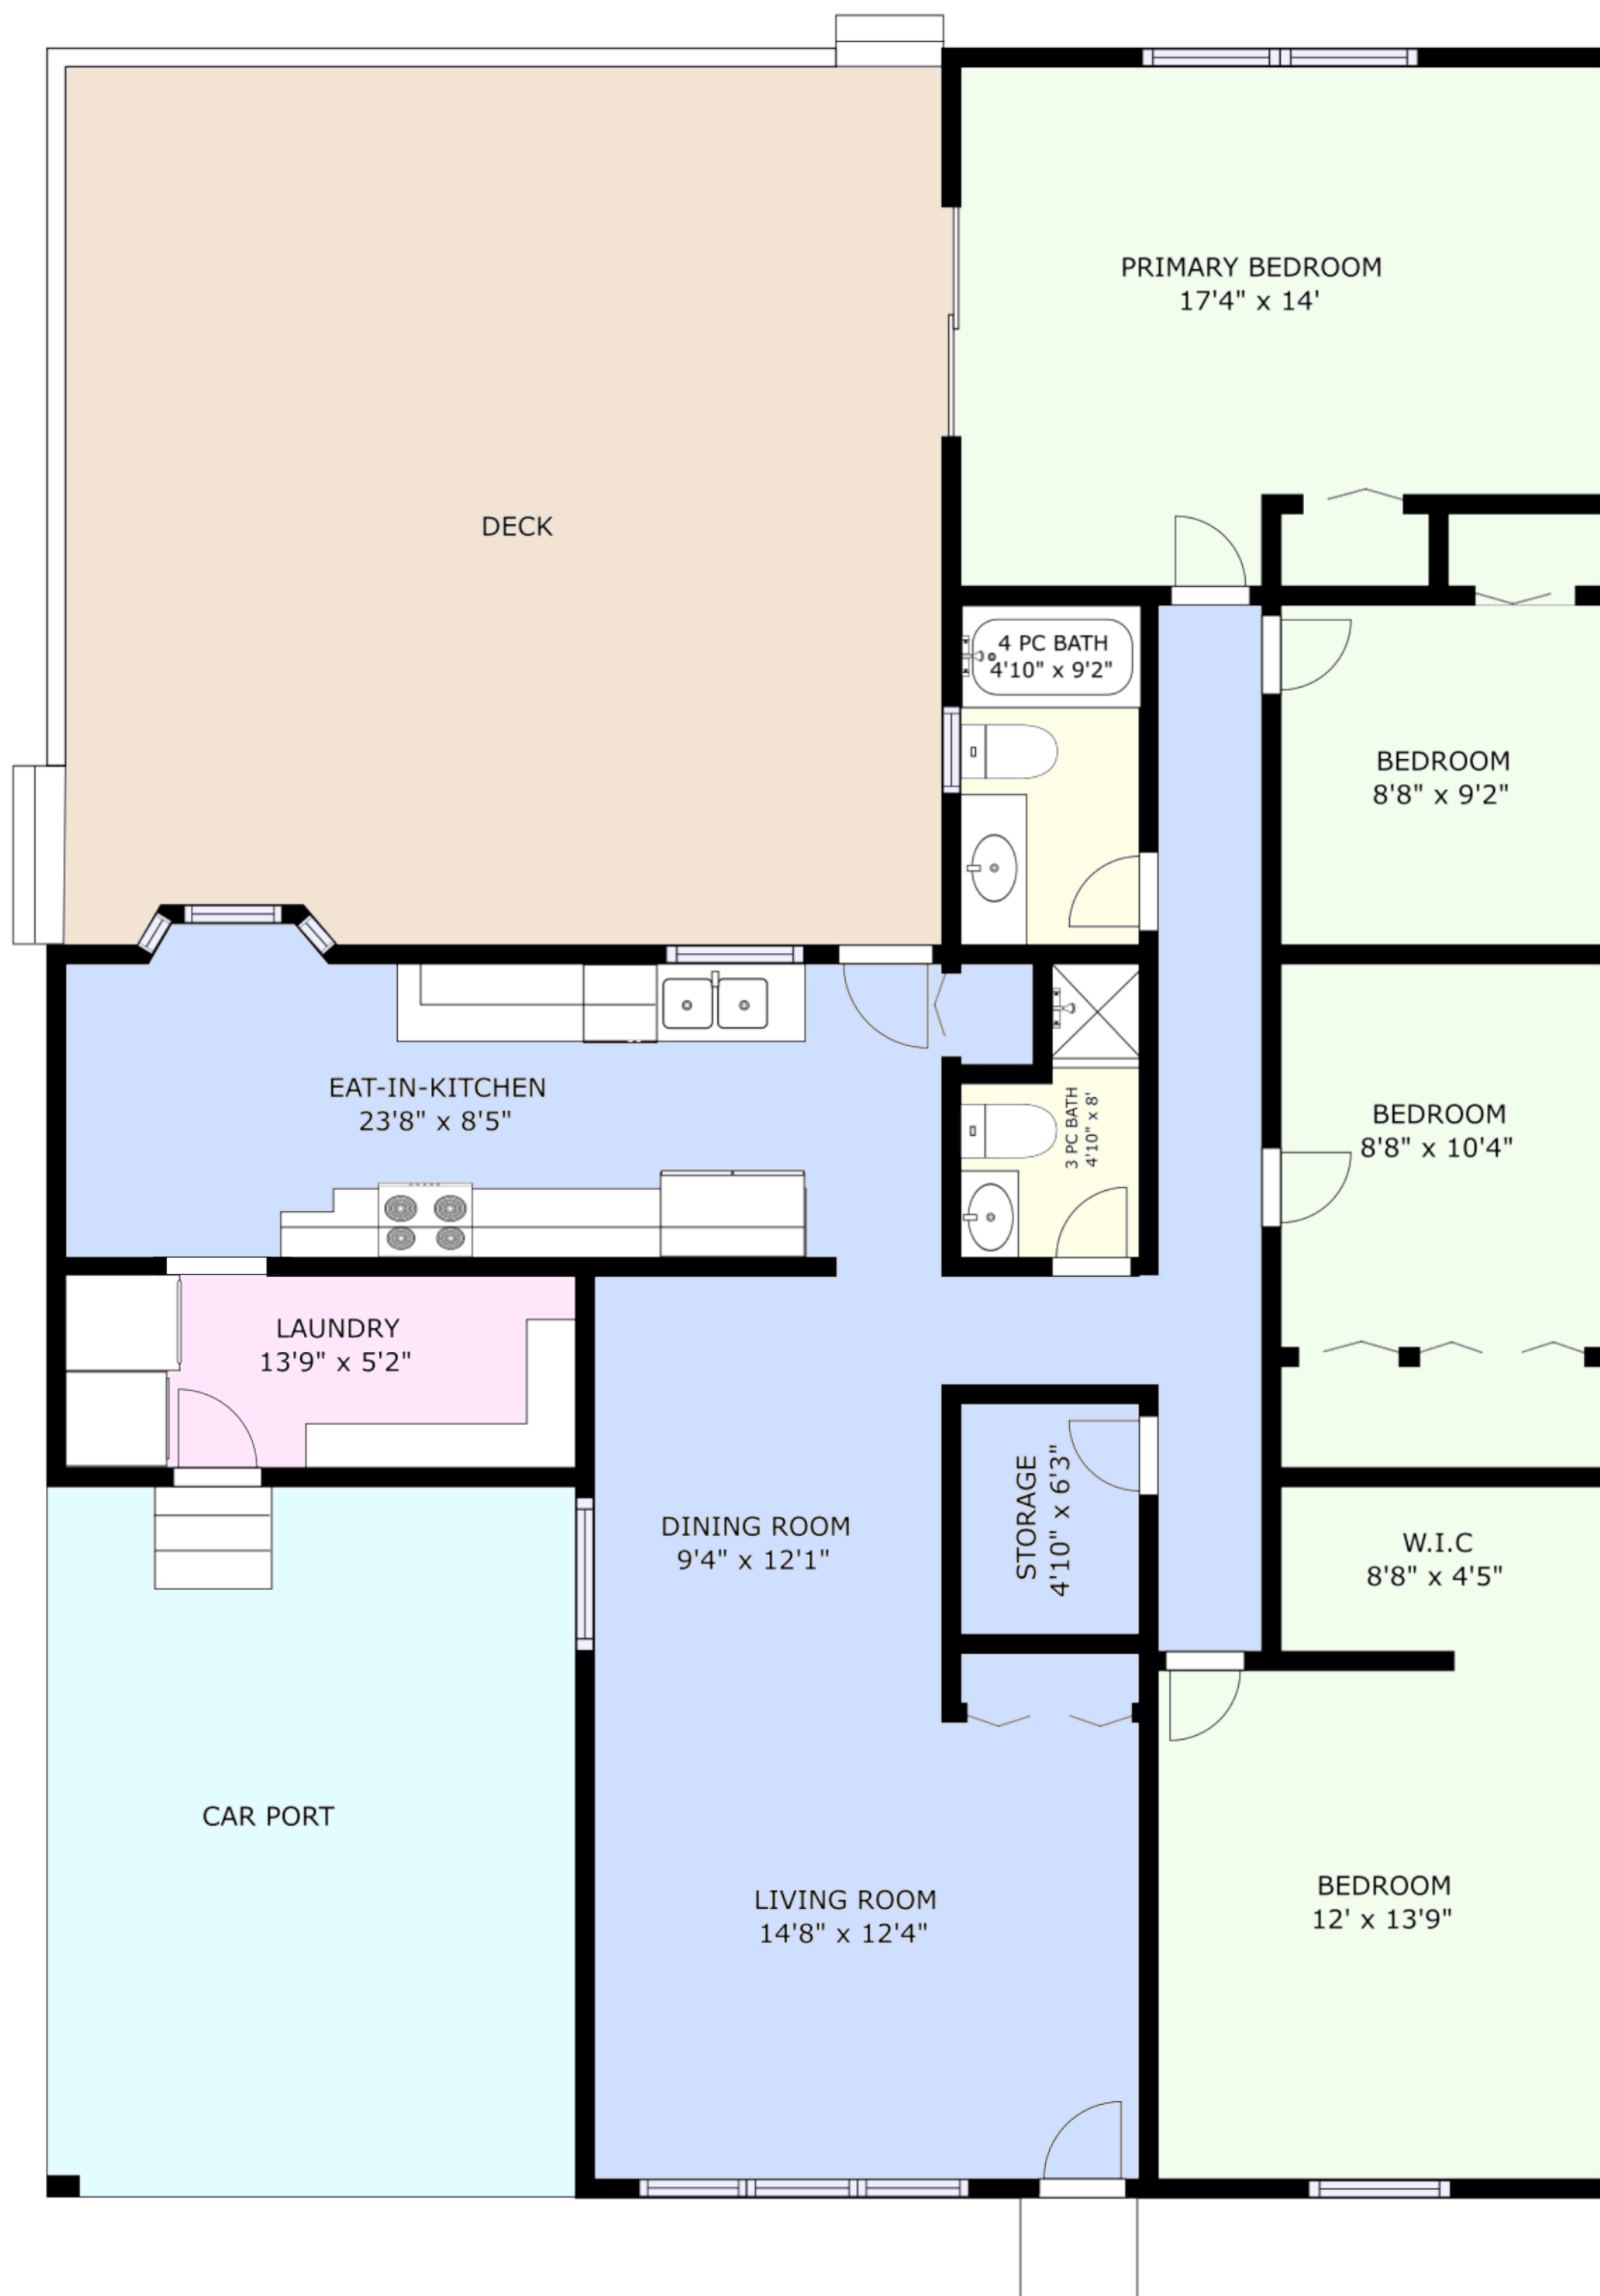 PRIMARY BEDROOM
17'4" x 14'
DECK
4 PC BATH
4'10" x 9'2"
BEDROOM
8'8" x 9'2"
EAT-IN-KITCHEN
23'8" x 8'5"
3 PC BATH
4'10" x 8'
BEDROOM
8'8" x 10'4"
LAUNDRY
13'9" x 5'2"
DINING ROOM
9'4" x 12'1"
STORAGE
4'10" x 6'3"
W.I.C
8'8" x 4'5"
CAR PORT
LIVING ROOM
14'8" x 12'4"
BEDROOM
12' x 13'9"